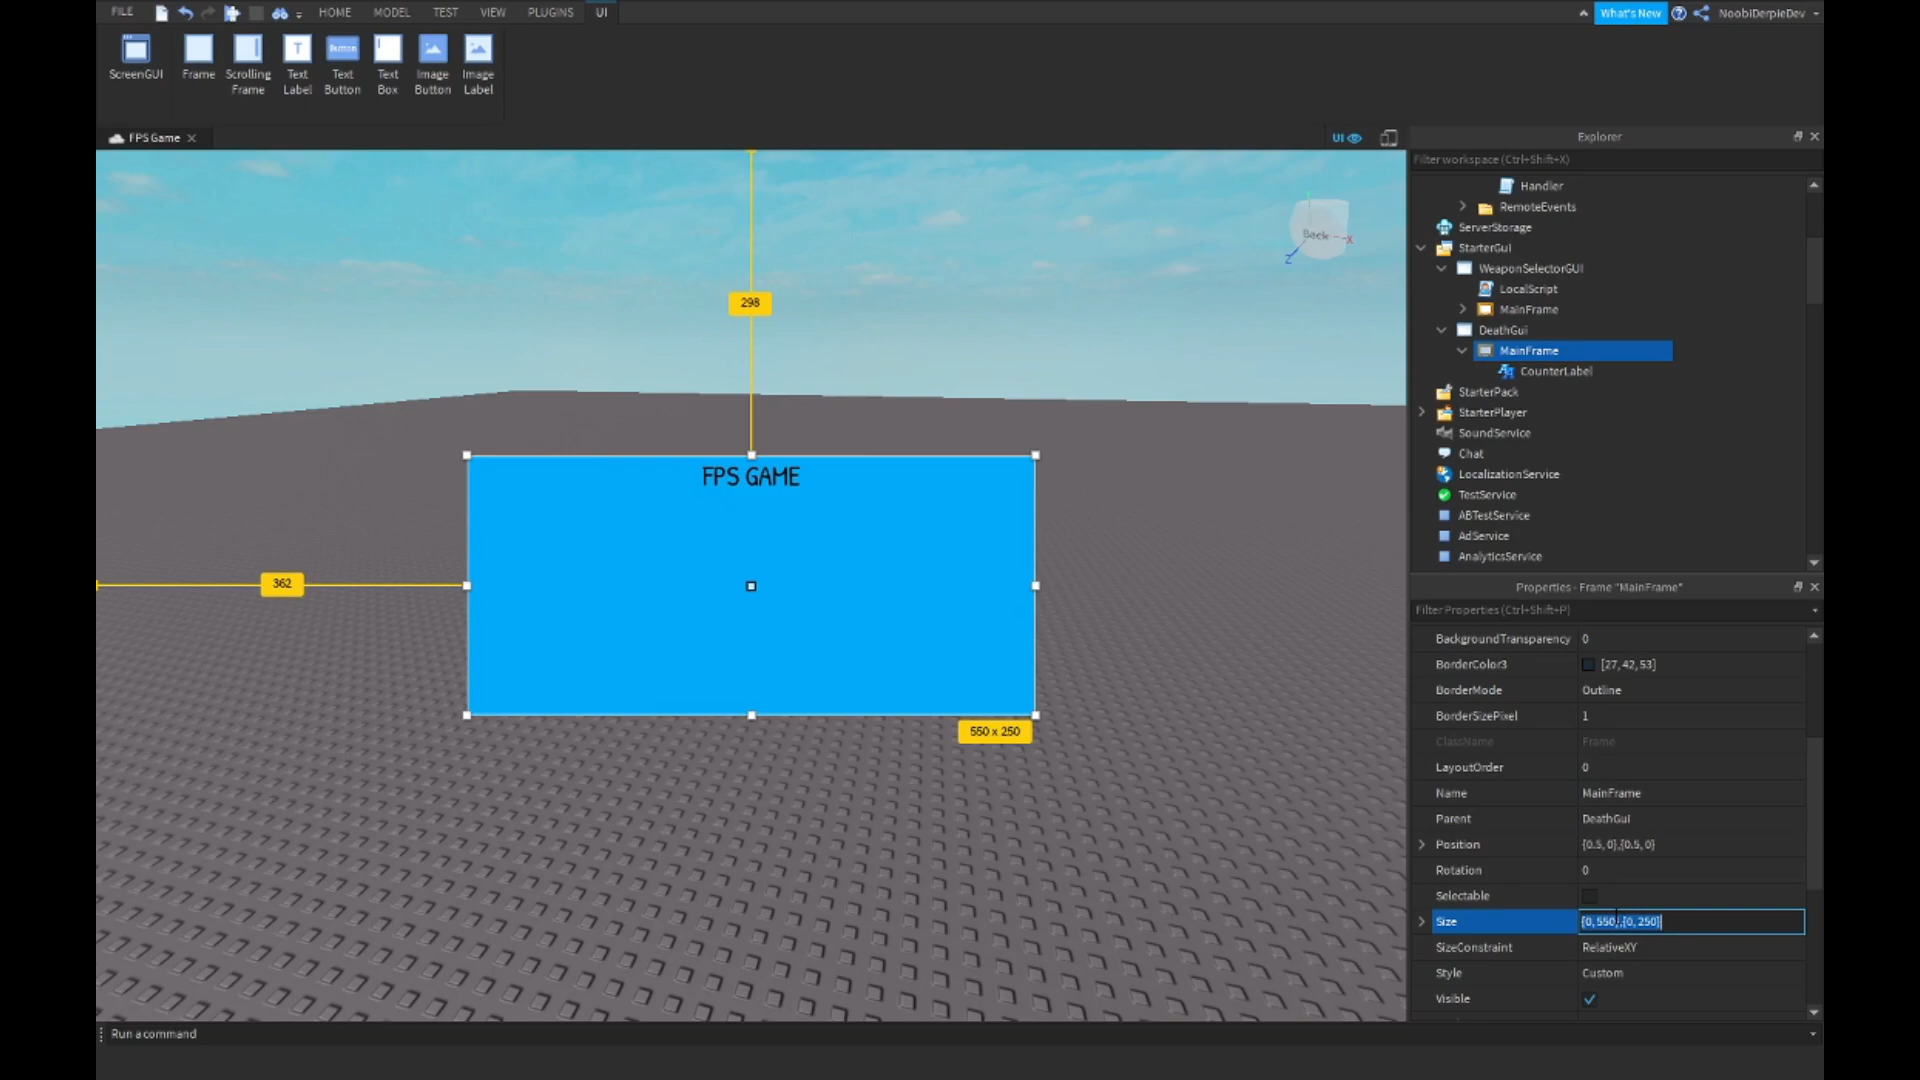 FILE HOME MODEL TEST VIEW PLUGINS UI What's New NoobiDerpieDev
ScreenGUI Frame Scrolling Frame Text Label Button Text Button Text Box Image Button Image Label
FPS Game UI
Back X
Z
298
FPS GAME
362
550 x 250
Run a command
Explorer
Filter workspace (Ctrl+Shift+X)
Handler
RemoteEvents
ServerStorage
StarterGui
WeaponSelectorGUI
LocalScript
MainFrame
DeathGui
MainFrame
CounterLabel
StarterPack
StarterPlayer
SoundService
Chat
LocalizationService
TestService
ABTestService
AdService
AnalyticsService
Properties - Frame "MainFrame"
Filter Properties (Ctrl+Shift+P)
BackgroundTransparency 0
BorderColor3 [27, 42, 53]
BorderMode Outline
BorderSizePixel 1
ClassName Frame
LayoutOrder 0
Name MainFrame
Parent DeathGui
Position {0.5, 0},{0.5, 0}
Rotation 0
Selectable
Size {0, 550},{0, 250}
SizeConstraint RelativeXY
Style Custom
Visible